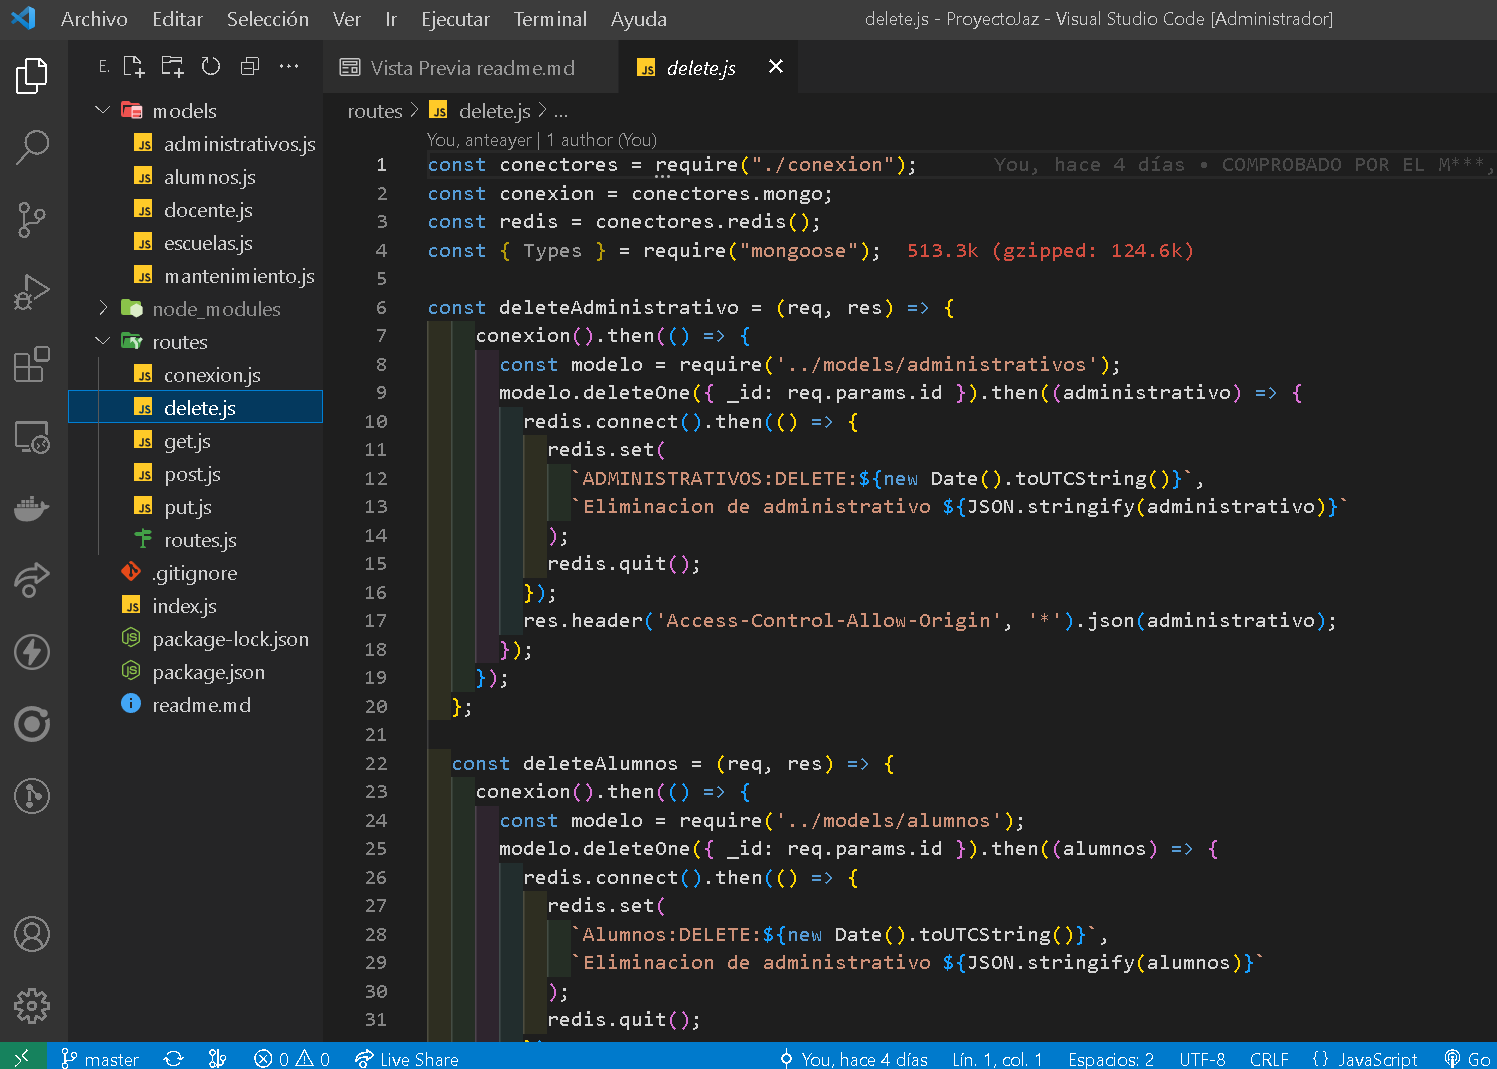 Archivo Editar Selección Ver Ir Ejecutar Terminal Ayuda
delete.js - ProyectoJaz - Visual Studio Code [Administrador]
E.
models
administrativos.js
alumnos.js
docente.js
escuelas.js
mantenimiento.js
node_modules
routes
conexion.js
delete.js
get.js
post.js
put.js
routes.js
.gitignore
index.js
package-lock.json
package.json
readme.md
Vista Previa readme.md
JS delete.js
routes > JS delete.js > ...
You, anteayer | 1 author (You)
1 const conectores = require("./conexion"); You, hace 4 días • COMPROBADO POR EL M***,
2 const conexion = conectores.mongo;
3 const redis = conectores.redis();
4 const { Types } = require("mongoose"); 513.3k (gzipped: 124.6k)
5
6 const deleteAdministrativo = (req, res) => {
7 conexion().then(() => {
8 const modelo = require('../models/administrativos');
9 modelo.deleteOne({ _id: req.params.id }).then((administrativo) => {
10 redis.connect().then(() => {
11 redis.set(
12 `ADMINISTRATIVOS:DELETE:${new Date().toUTCString()}`,
13 `Eliminacion de administrativo ${JSON.stringify(administrativo)}`
14 );
15 redis.quit();
16 });
17 res.header('Access-Control-Allow-Origin', '*').json(administrativo);
18 });
19 });
20 };
21
22 const deleteAlumnos = (req, res) => {
23 conexion().then(() => {
24 const modelo = require('../models/alumnos');
25 modelo.deleteOne({ _id: req.params.id }).then((alumnos) => {
26 redis.connect().then(() => {
27 redis.set(
28 `Alumnos:DELETE:${new Date().toUTCString()}`,
29 `Eliminacion de administrativo ${JSON.stringify(alumnos)}`
30 );
31 redis.quit();
master 0 0 Live Share You, hace 4 días Lín. 1, col. 1 Espacios: 2 UTF-8 CRLF {} JavaScript Go